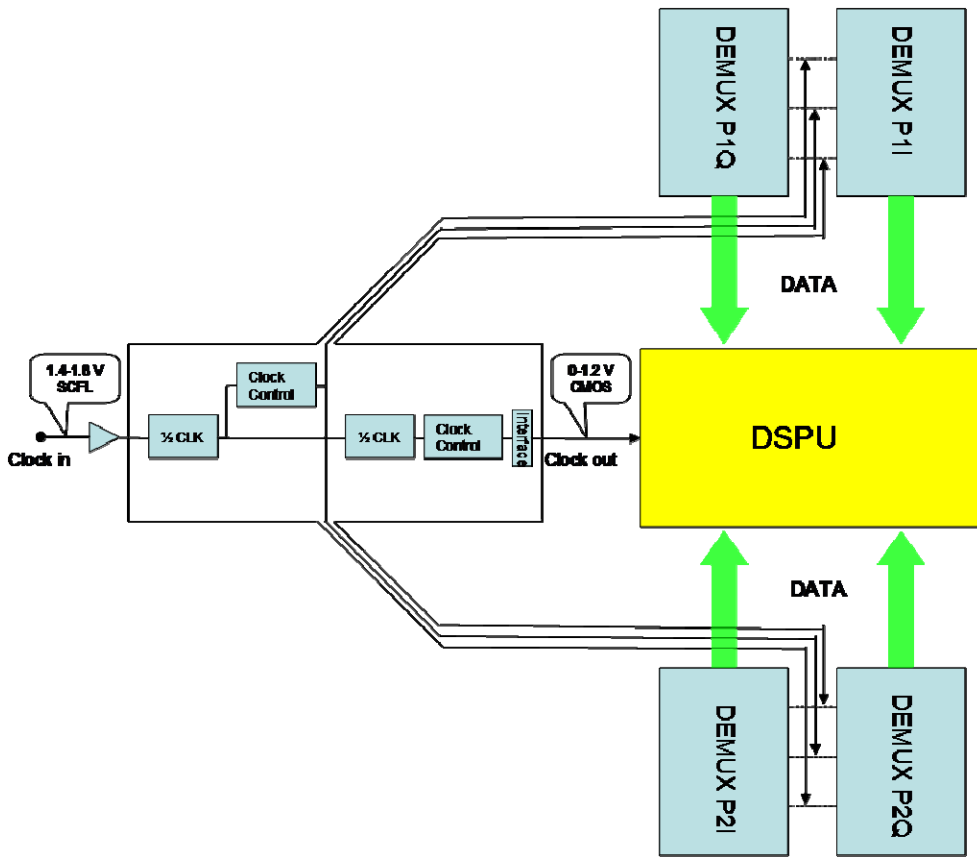 DEMUX P1Q
DEMUX P1I
DATA
1.4-1.6 V
SCFL
Clock
Control
0-1.2 V
CMOS
½ CLK
½ CLK
Clock
Control
Interface
DSPU
Clock in
Clock out
DATA
DEMUX P2I
DEMUX P2Q